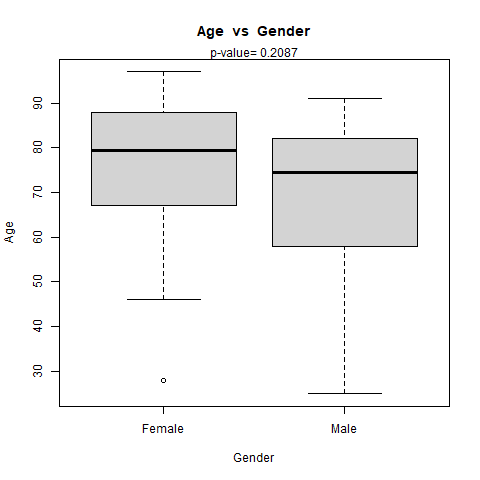 Age vs Gender
p-value= 0.2087
90
80
70
60
50
40
30
Age
Female
Male
Gender